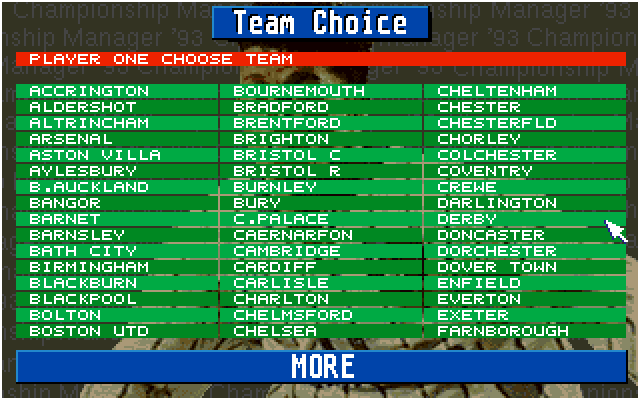 Team Choice
PLAYER ONE CHOOSE TEAM
ACCRINGTON BOURNEMOUTH CHELTENHAM
ALDERSHOT BRADFORD CHESTER
ALTRINCHAM BRENTFORD CHESTERFLD
ARSENAL BRIGHTON CHORLEY
ASTON VILLA BRISTOL C COLCHESTER
AYLESBURY BRISTOL R COVENTRY
B.AUCKLAND BURNLEY CREWE
BANGOR BURY DARLINGTON
BARNET C.PALACE DERBY
BARNSLEY CAERNARFON DONCASTER
BATH CITY CAMBRIDGE DORCHESTER
BIRMINGHAM CARDIFF DOVER TOWN
BLACKBURN CARLISLE ENFIELD
BLACKPOOL CHARLTON EVERTON
BOLTON CHELMSFORD EXETER
BOSTON UTD CHELSEA FARNBOROUGH
MORE